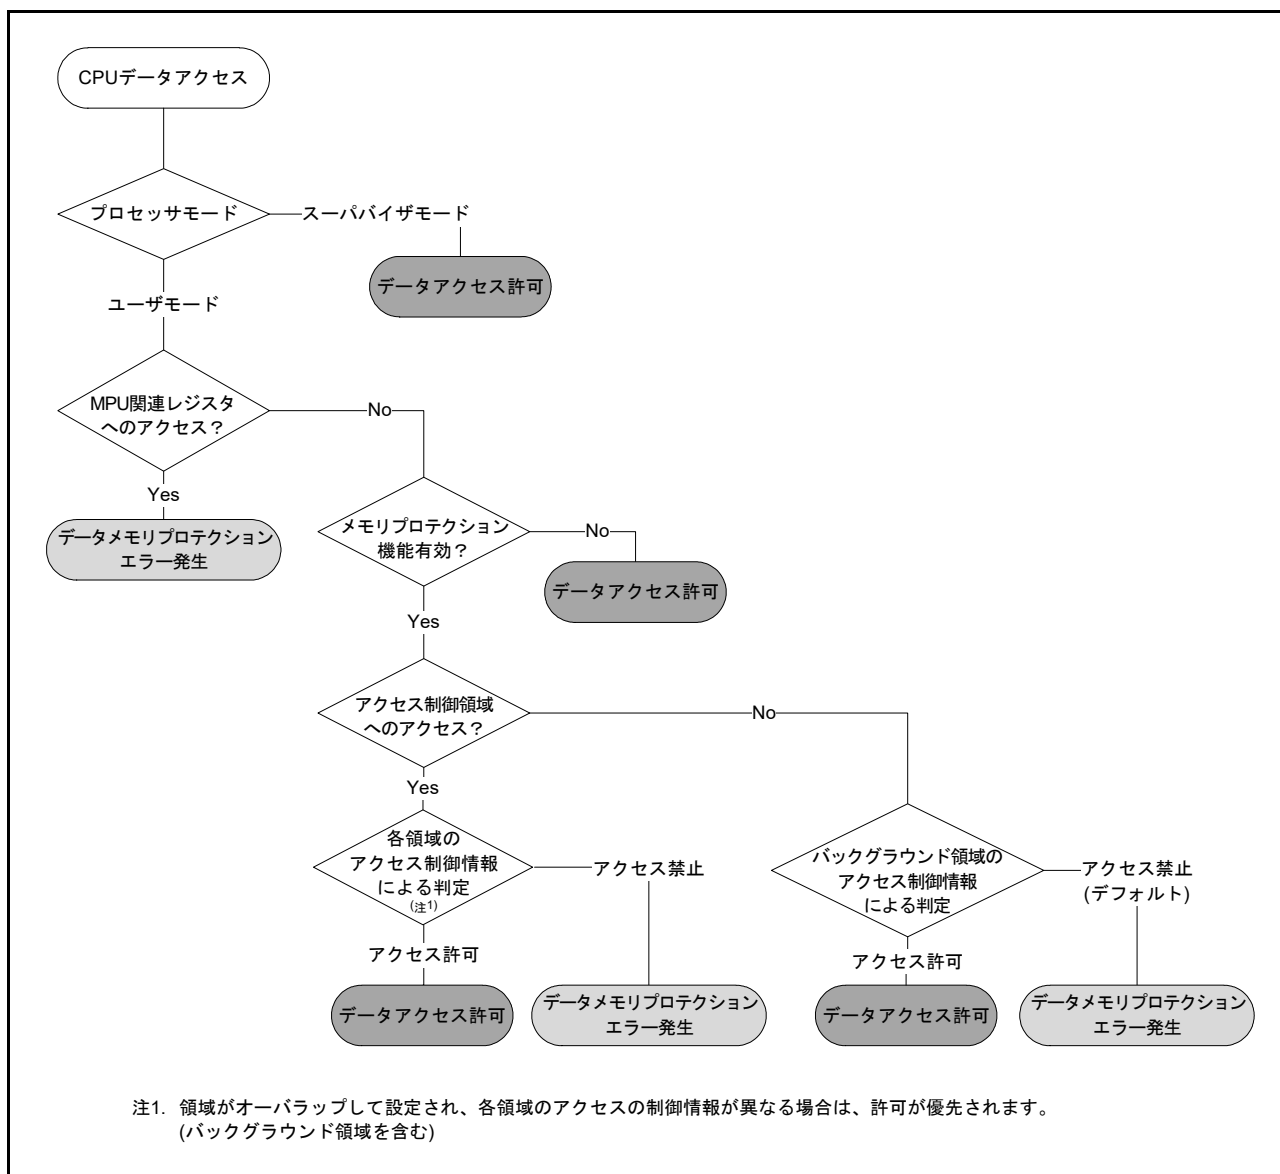 CPUデータアクセス
プロセッサモード
スーパバイザモード
データアクセス許可
ユーザモード
MPU関連レジスタ
へのアクセス？
No
Yes
データメモリプロテクション
エラー発生
メモリプロテクション
機能有効？
No
データアクセス許可
Yes
アクセス制御領域
へのアクセス？
No
Yes
各領域の
アクセス制御情報
による判定
(注1)
アクセス禁止
アクセス許可
データアクセス許可
データメモリプロテクション
エラー発生
バックグラウンド領域の
アクセス制御情報
による判定
アクセス禁止
(デフォルト)
アクセス許可
データアクセス許可
データメモリプロテクション
エラー発生
注1. 領域がオーバラップして設定され、各領域のアクセスの制御情報が異なる場合は、許可が優先されます。
(バックグラウンド領域を含む)